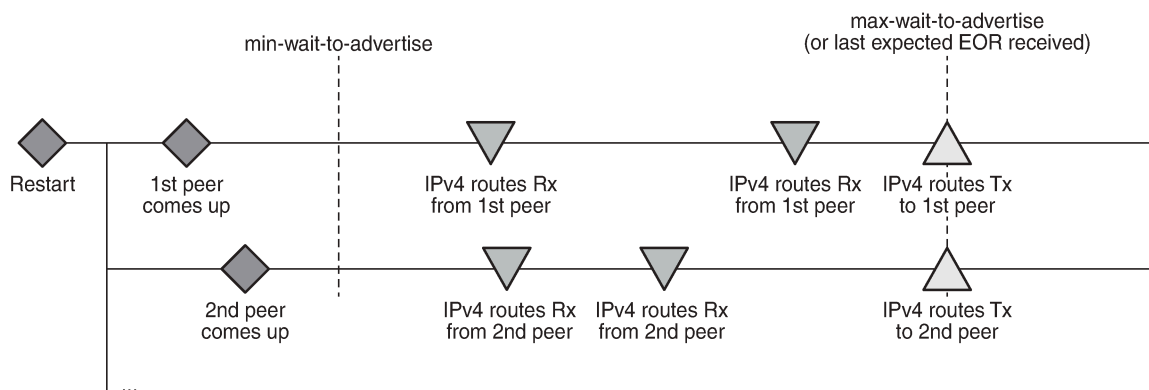 max-wait-to-advertise
(or last expected EOR received)
min-wait-to-advertise
Restart
1st peer
comes up
IPv4 routes Rx
from 1st peer
IPv4 routes Rx
from 1st peer
IPv4 routes Tx
to 1st peer
2nd peer
comes up
IPv4 routes Rx
from 2nd peer
IPv4 routes Rx
from 2nd peer
IPv4 routes Tx
to 2nd peer
...